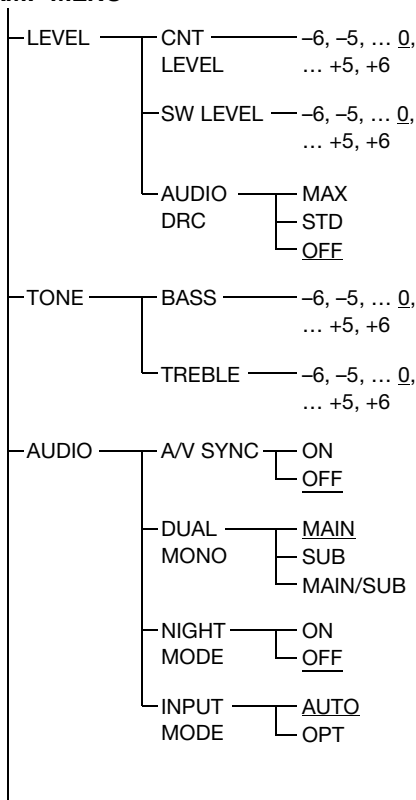 LEVEL CNT –6, –5, … 0,
LEVEL … +5, +6
SW LEVEL –6, –5, … 0,
… +5, +6
AUDIO MAX
DRC STD
OFF
TONE BASS –6, –5, … 0,
… +5, +6
TREBLE –6, –5, … 0,
… +5, +6
AUDIO A/V SYNC ON
OFF
DUAL MAIN
MONO SUB
MAIN/SUB
NIGHT ON
MODE OFF
INPUT AUTO
MODE OPT